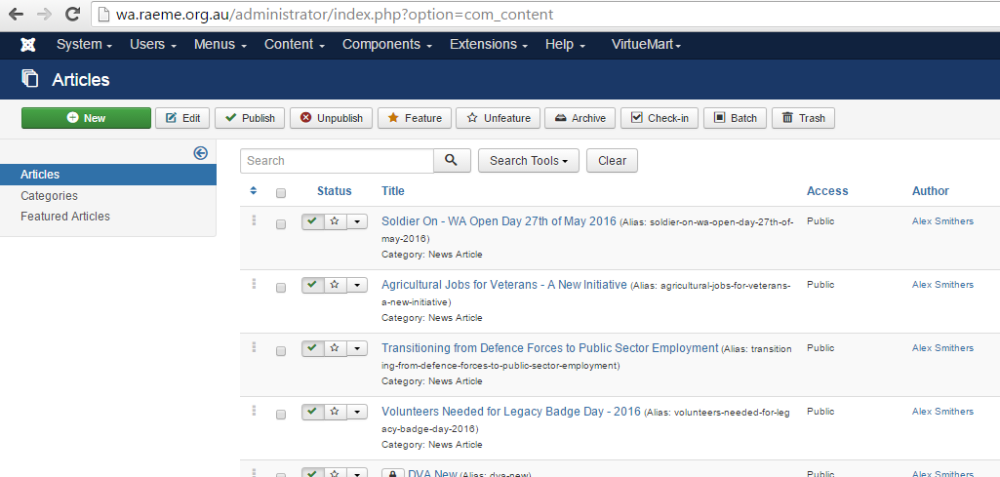 wa.raeme.org.au/administrator/index.php?option=com_content
System Users Menus Content Components Extensions Help VirtueMart
Articles
New Edit Publish Unpublish Feature Unfeature Archive Check-in Batch Trash
Search Search Tools Clear
Articles
Categories
Featured Articles
Status Title Access Author
Soldier On - WA Open Day 27th of May 2016 (Alias: soldier-on-wa-open-day-27th-of- Public Alex Smithers
may-2016)
Category: News Article
Agricultural Jobs for Veterans - A New Initiative (Alias: agricultural-jobs-for-veterans- Public Alex Smithers
a-new-initiative)
Category: News Article
Transitioning from Defence Forces to Public Sector Employment (Alias: transition Public Alex Smithers
ing-from-defence-forces-to-public-sector-employment)
Category: News Article
Volunteers Needed for Legacy Badge Day - 2016 (Alias: volunteers-needed-for-leg Public Alex Smithers
acy-badge-day-2016)
Category: News Article
DVA New (Alias: dva-new)